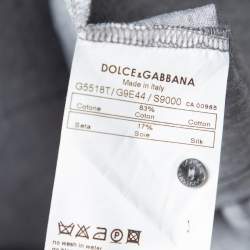 DOLCE&GABBANA
Made in Italy
G5518T/G9E44/S9000 CA 00985
83%
Cotone Coton Cotton
17%
Seta Soie Silk
no wash in water